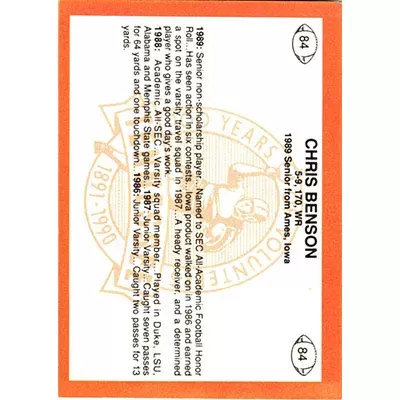 84
84
CHRIS BENSON
5-9, 170, WR
1989 Senior from Ames, Iowa
1989: Senior non-scholarship player... Named to SEC All-Academic Football Honor
Roll...Has seen action in six contests...Iowa product walked on in 1986 and earned
a spot on the varsity travel squad in 1987...A heady receiver, and a determined
player who gives a good day's work.
1988: Academic All-SEC...Varsity squad member...Played in Duke, LSU,
Alabama and Memphis State games...1987: Junior Varsity...Caught seven passes
for 64 yards and one touchdown...1986: Junior Varsity...Caught two passes for 13
yards.
YEARS
VOLUNTE
1891-1990